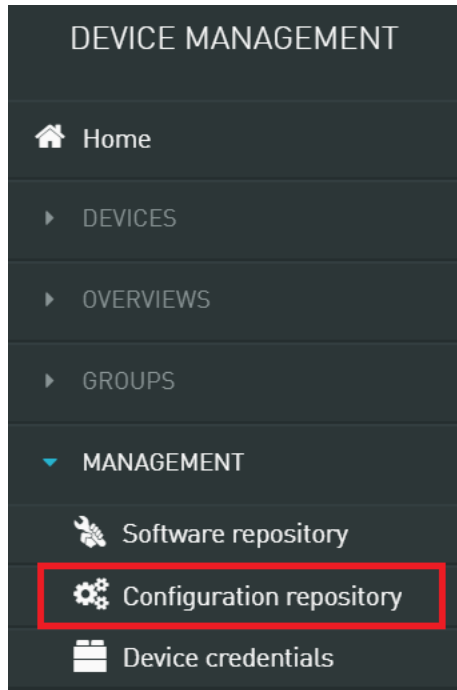 DEVICE MANAGEMENT
Home
DEVICES
OVERVIEWS
GROUPS
MANAGEMENT
Software repository
Configuration repository
Device credentials